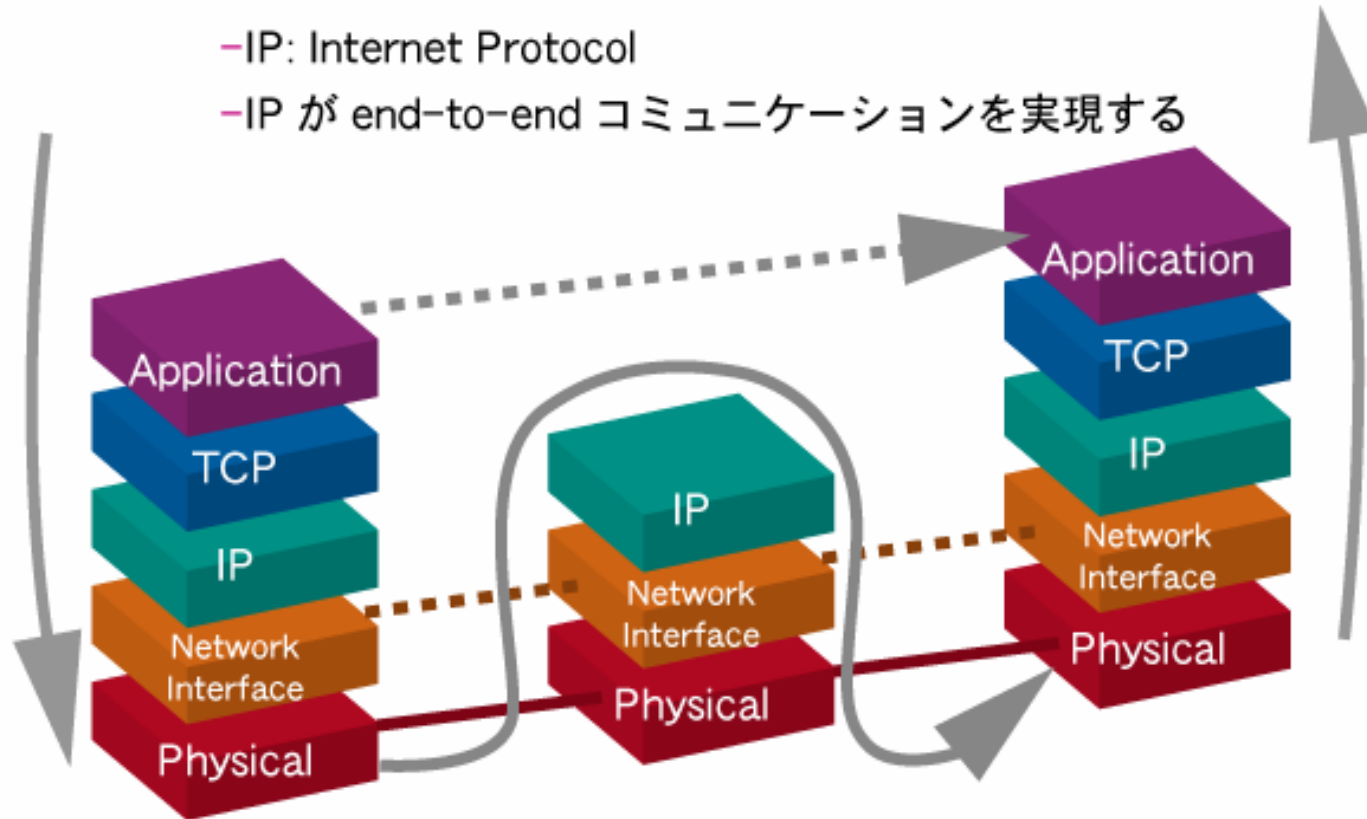 -IP: Internet Protocol
-IP が end-to-end コミュニケーションを実現する
Application
TCP
IP
Network
Interface
Physical
IP
Network
Interface
Physical
Application
TCP
IP
Network
Interface
Physical